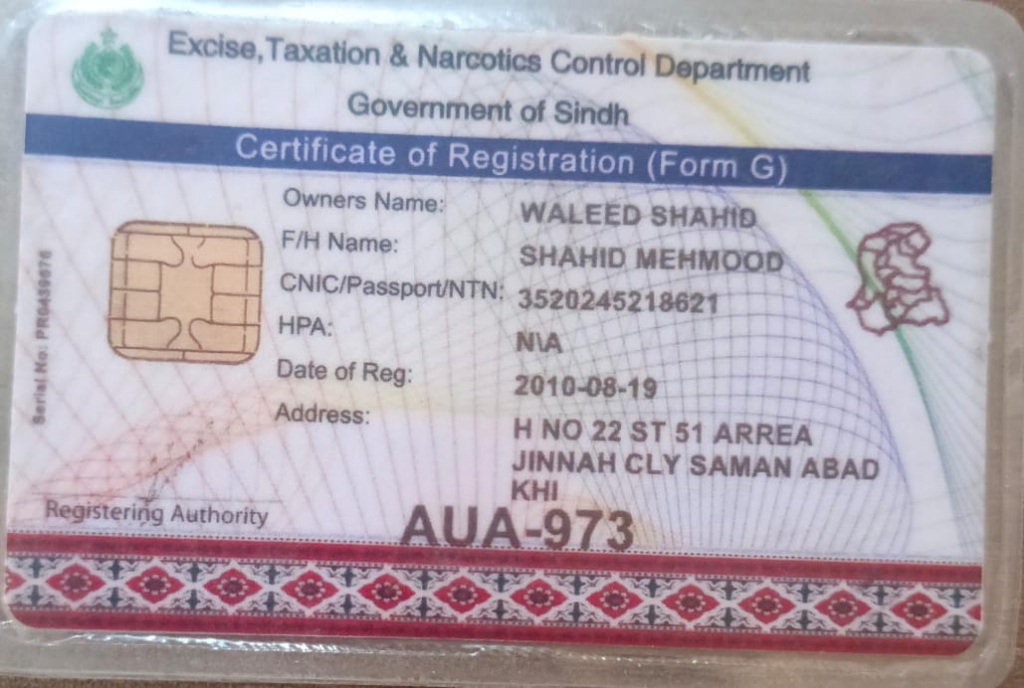 Excise, Taxation & Narcotics Control Department
Government of Sindh
Certificate of Registration (Form G)
Owners Name: WALEED SHAHID
F/H Name: SHAHID MEHMOOD
CNIC/Passport/NTN: 3520245218621
HPA: N\A
Date of Reg: 2010-08-19
Address: H NO 22 ST 51 ARREA
JINNAH CLY SAMAN ABAD
KHI
Serial No:
Registering Authority
AUA-973